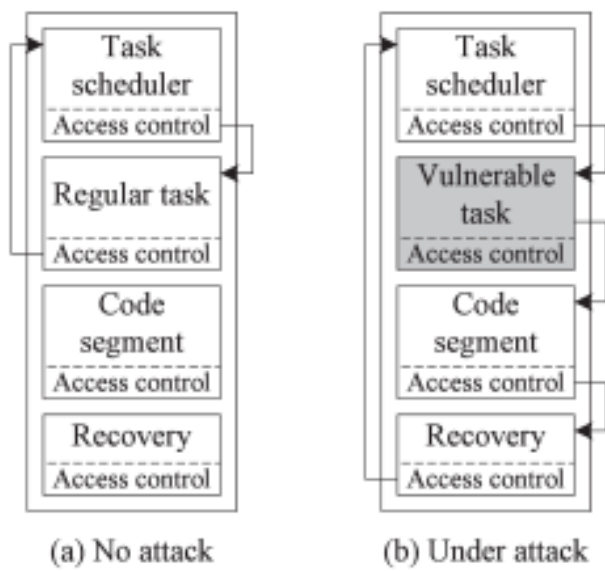 Task
scheduler
Access control
Regular task
Access control
Code
segment
Access control
Recovery
Access control
(a) No attack
Task
scheduler
Access control
Vulnerable
task
Access control
Code
segment
Access control
Recovery
Access control
(b) Under attack